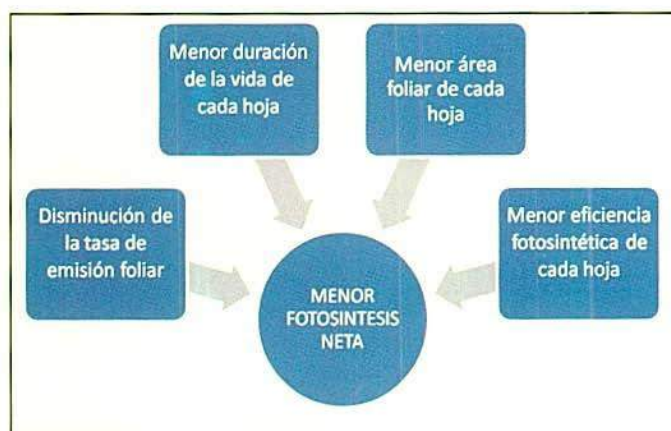 Menor duración
de la vida de
cada hoja
Menor área
foliar de cada
hoja
Disminución de
la tasa de
emisión foliar
Menor eficiencia
fotosintética de
cada hoja
MENOR
FOTOSINTESIS
NETA